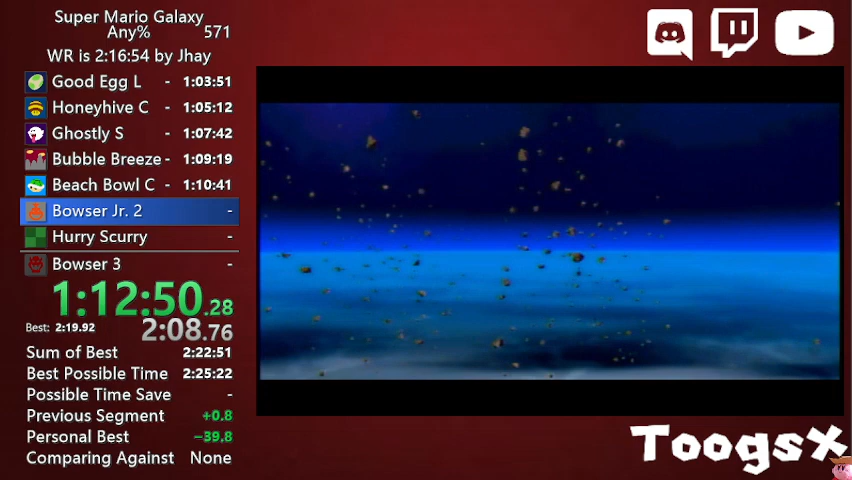 Super Mario Galaxy
Any% 571
WR is 2:16:54 by Jhay
Good Egg L - 1:03:51
Honeyhive C - 1:05:12
Ghostly S - 1:07:42
Bubble Breeze - 1:09:19
Beach Bowl C - 1:10:41
Bowser Jr. 2 -
Hurry Scurry -
Bowser 3 -
1:12:50.28
Best: 2:19.92 2:08.76
Sum of Best 2:22:51
Best Possible Time 2:25:22
Possible Time Save -
Previous Segment +0.8
Personal Best −39.8
Comparing Against None
ToogsX